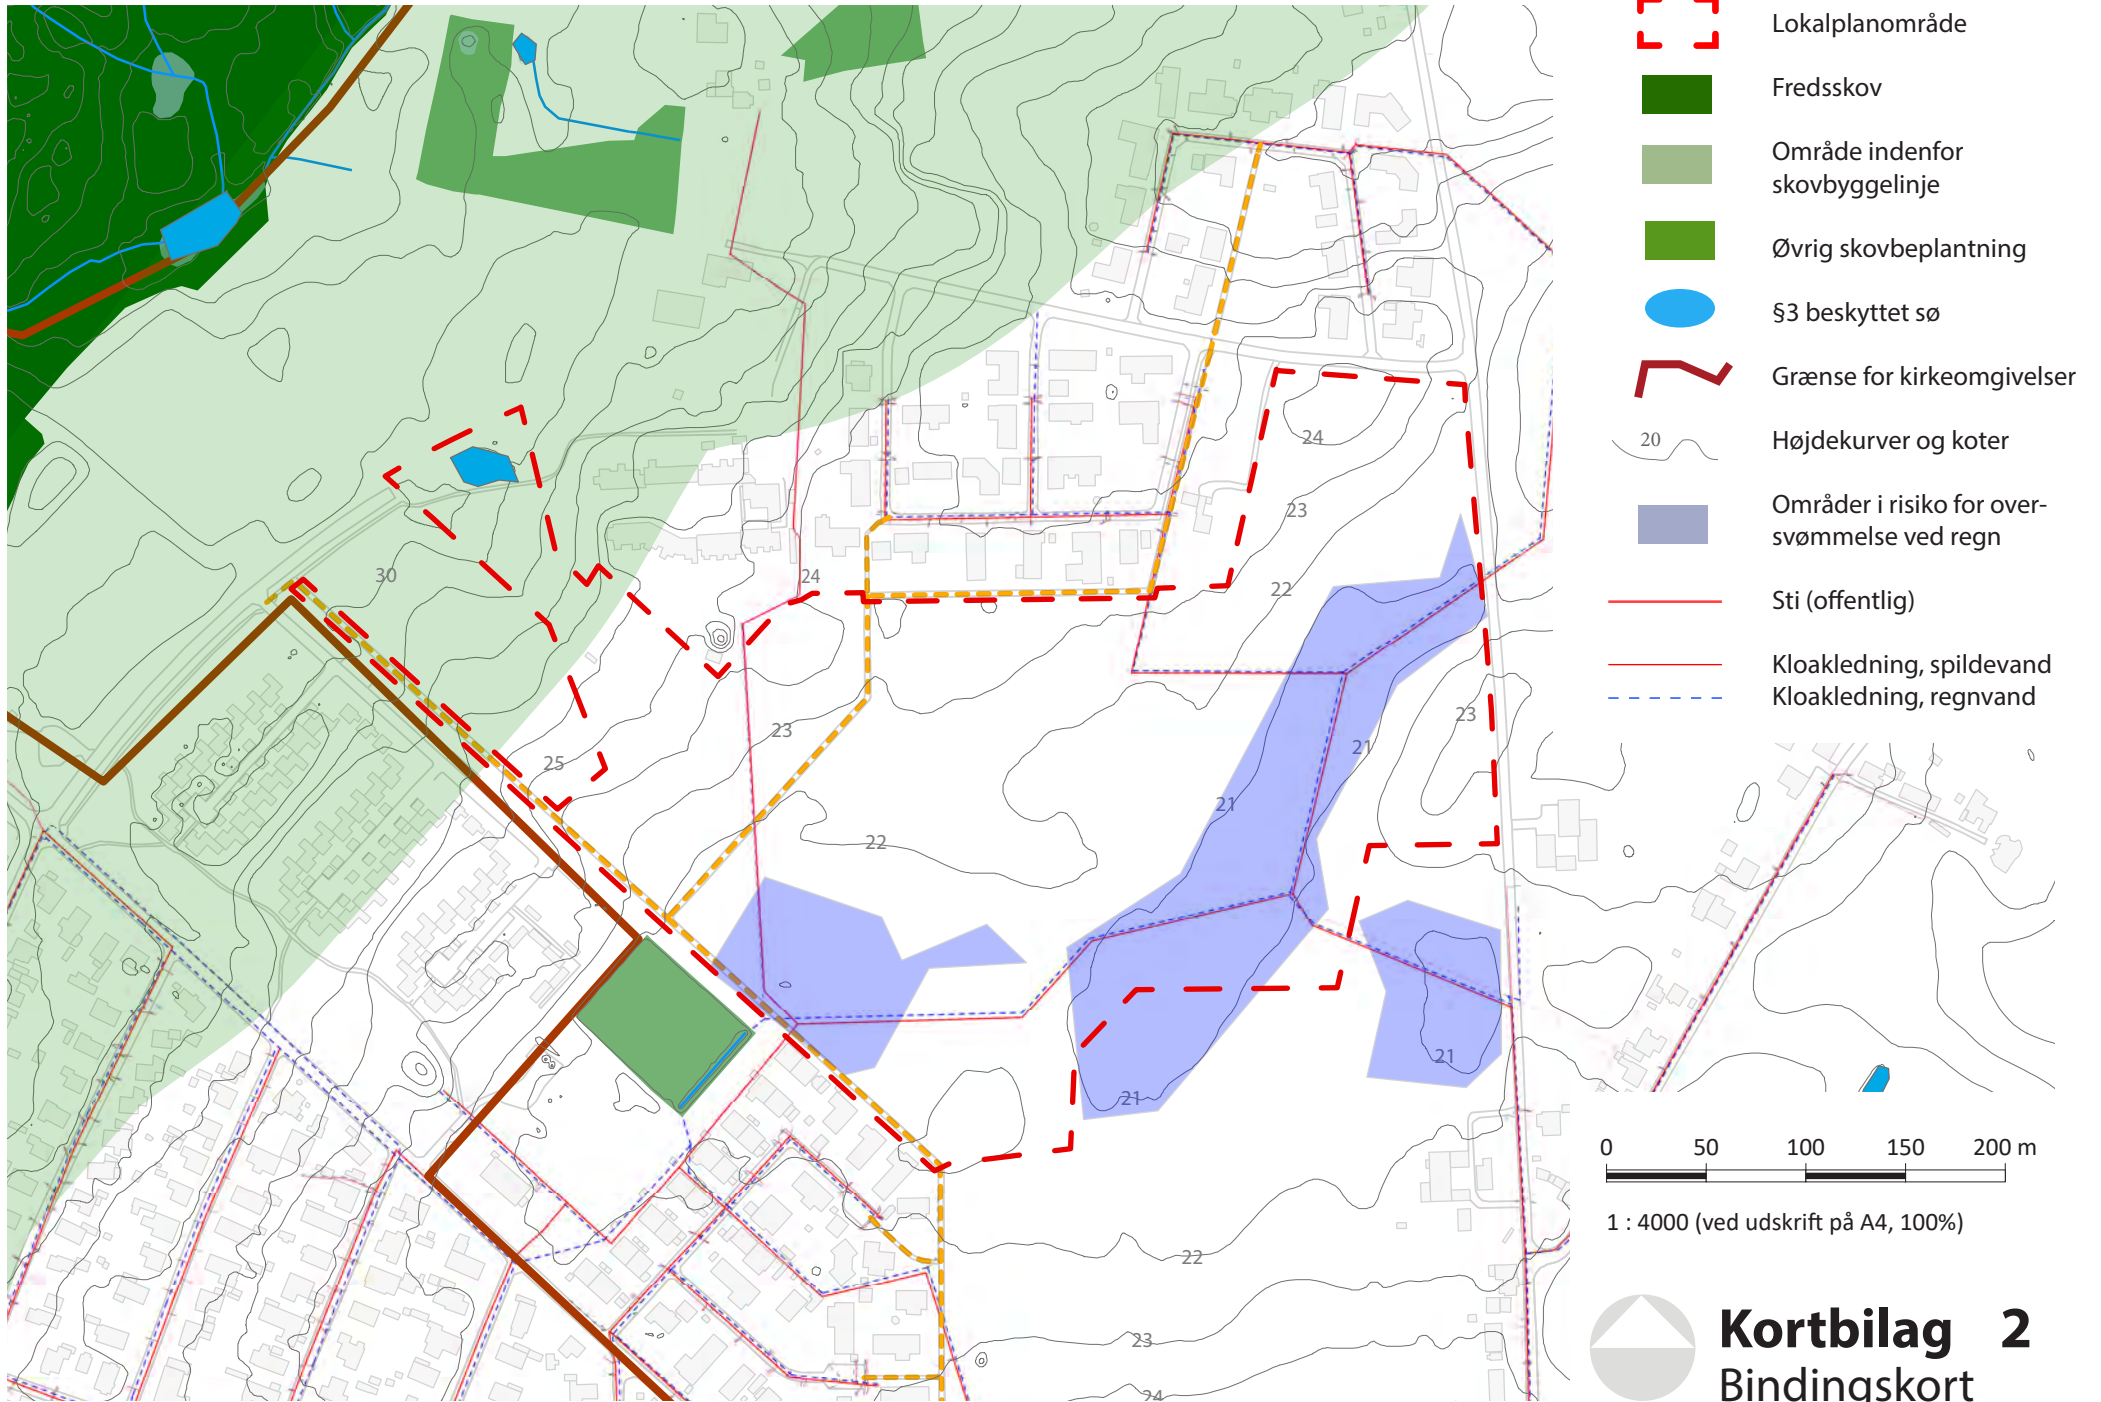 Lokalplanområde
Fredsskov
Område indenfor
skovbyggelinje
Øvrig skovbeplantning
§3 beskyttet sø
Grænse for kirkeomgivelser
20
Højdekurver og koter
Områder i risiko for over-
svømmelse ved regn
Sti (offentlig)
Kloakledning, spildevand
Kloakledning, regnvand
24
23
30
24
22
23
23
21
25
21
22
21
21
22
23
24
0 50 100 150 200 m
1 : 4000 (ved udskrift på A4, 100%)
Kortbilag 2
Bindingskort